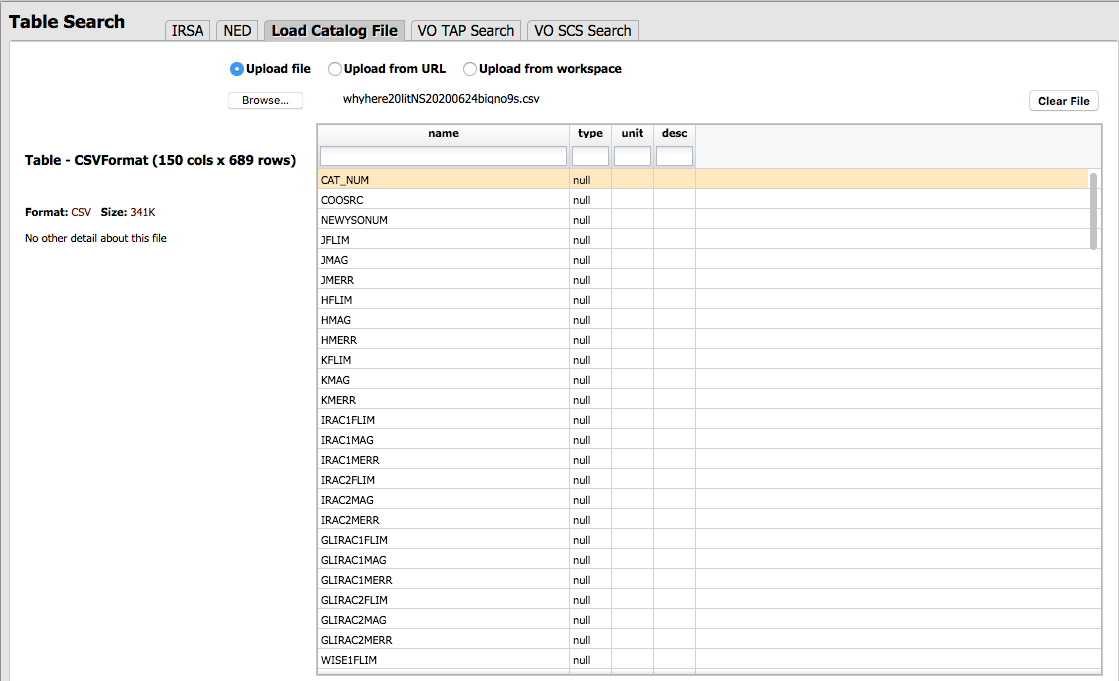 Table Search
IRSA NED Load Catalog File VO TAP Search VO SCS Search
Upload file Upload from URL Upload from workspace
Browse... whyhere20litNS20200624bigno9s.csv Clear File
name type unit desc
Table - CSVFormat (150 cols x 689 rows)
Format: CSV Size: 341K
No other detail about this file
CAT_NUM null
COOSRC null
NEWYSONUM null
JFLIM null
JMAG null
JMERR null
HFLIM null
HMAG null
HMERR null
KFLIM null
KMAG null
KMERR null
IRAC1FLIM null
IRAC1MAG null
IRAC1MERR null
IRAC2FLIM null
IRAC2MAG null
IRAC2MERR null
GLIRAC1FLIM null
GLIRAC1MAG null
GLIRAC1MERR null
GLIRAC2FLIM null
GLIRAC2MAG null
GLIRAC2MERR null
WISE1FLIM null